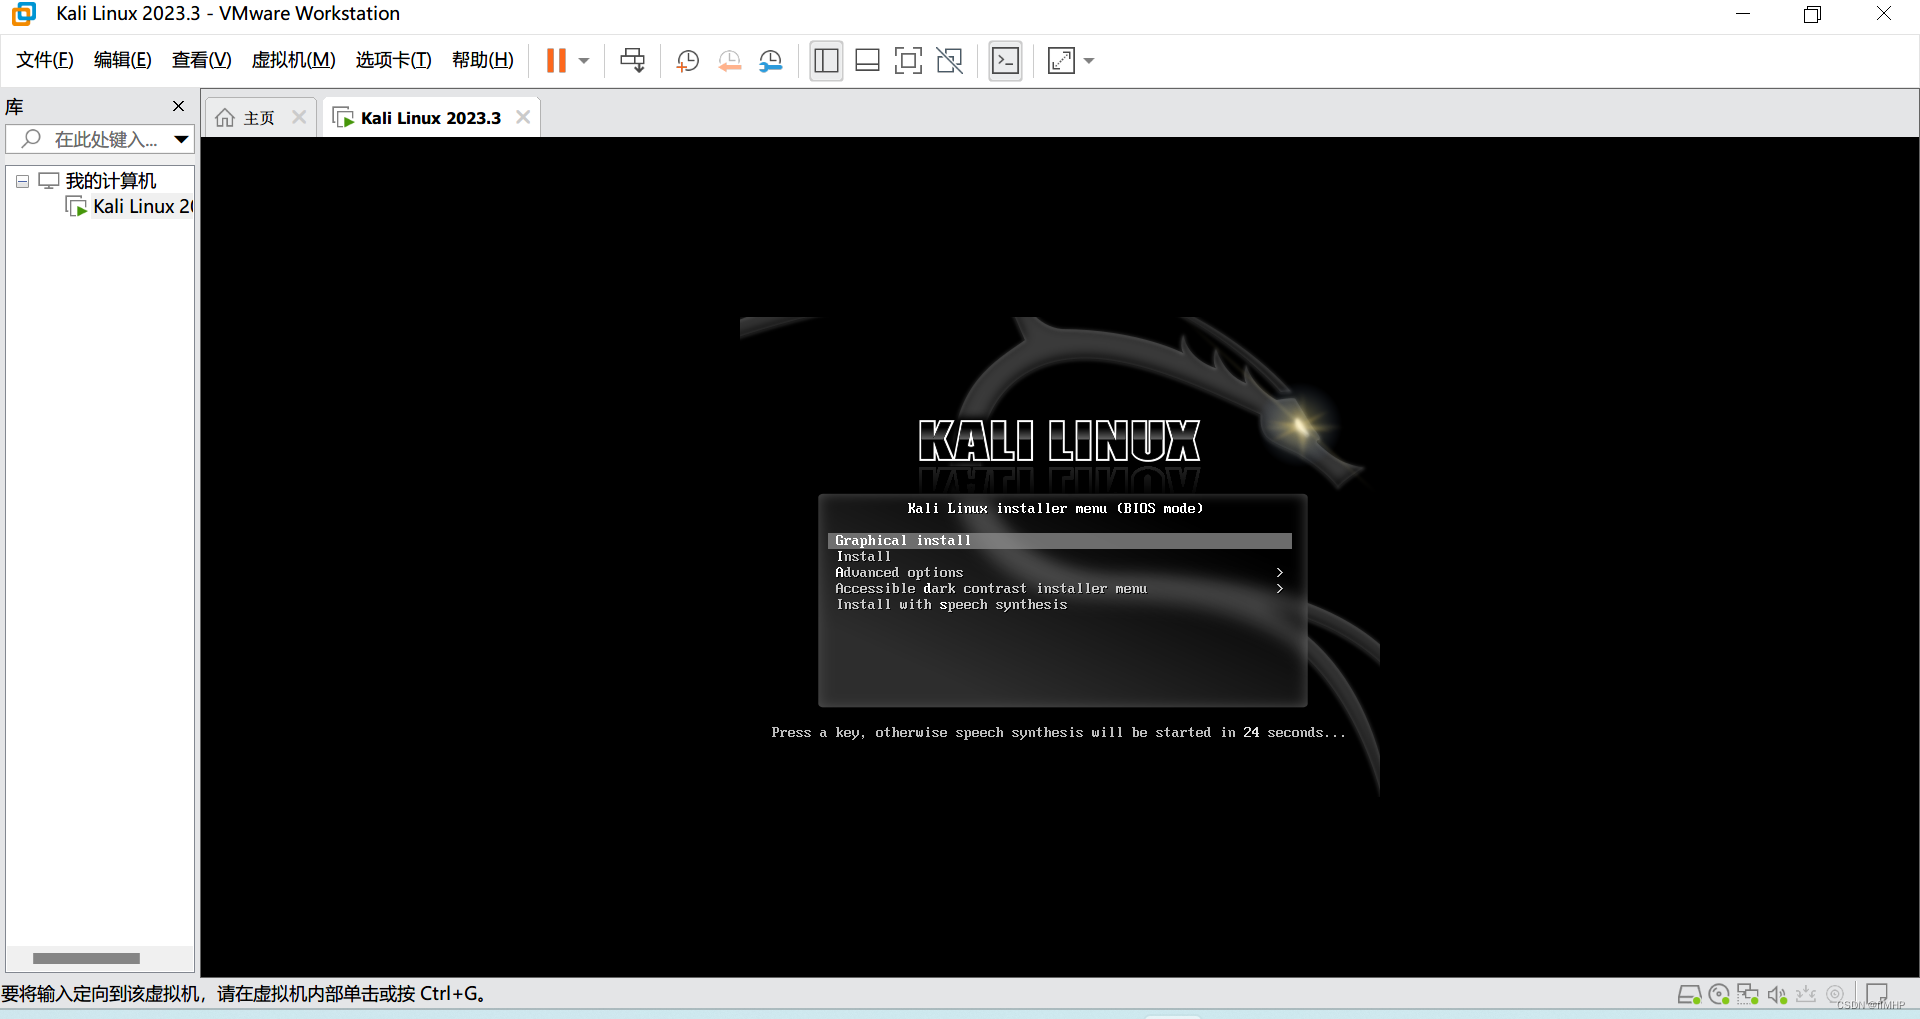 Kali Linux 2023.3 - VMware Workstation
文件(F) 编辑(E) 查看(V) 虚拟机(M) 选项卡(T) 帮助(H)
库
主页
Kali Linux 2023.3
在此处键入...
我的计算机
Kali Linux 20
KALI LINUX
Kali Linux installer menu (BIOS mode)
Graphical install
Install
Advanced options >
Accessible dark contrast installer menu >
Install with speech synthesis
Press a key, otherwise speech synthesis will be started in 24 seconds...
要将输入定向到该虚拟机，请在虚拟机内部单击或按 Ctrl+G。